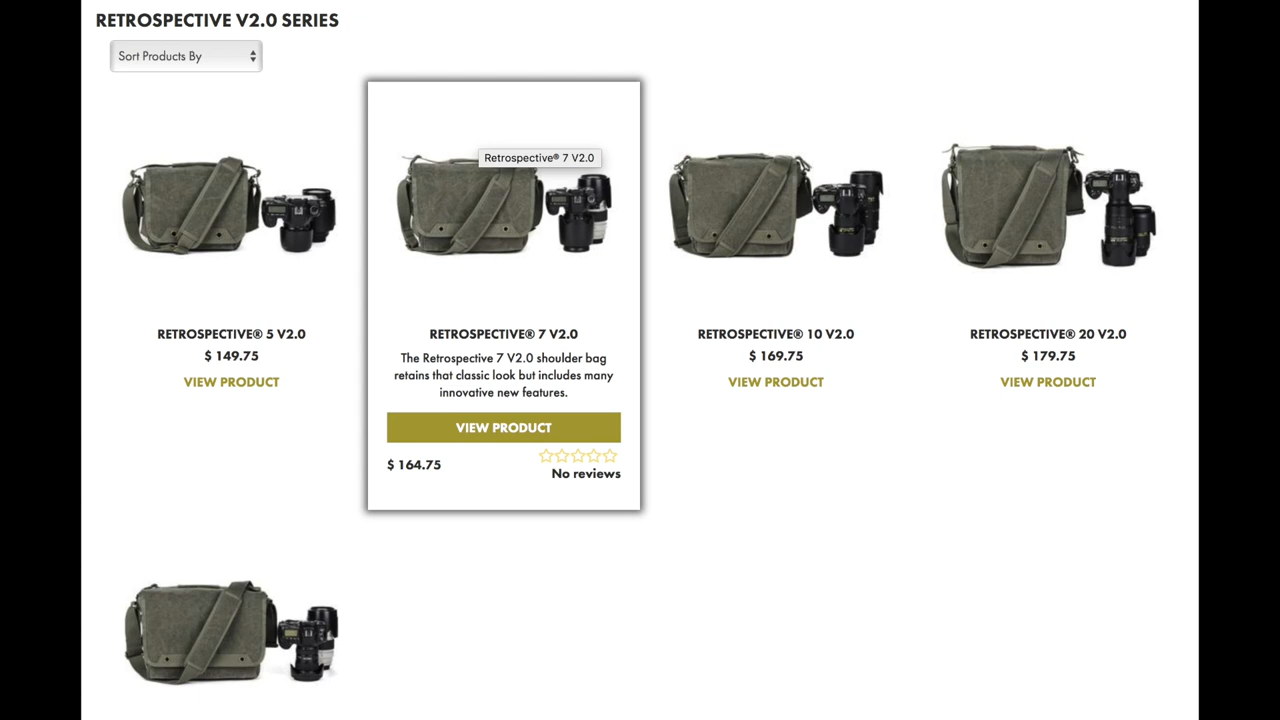 RETROSPECTIVE V2.0 SERIES
Sort Products By
Retrospective® 7 V2.0
RETROSPECTIVE® 5 V2.0
$ 149.75
VIEW PRODUCT
RETROSPECTIVE® 7 V2.0
The Retrospective 7 V2.0 shoulder bag
retains that classic look but includes many
innovative new features.
VIEW PRODUCT
$ 164.75
No reviews
RETROSPECTIVE® 10 V2.0
$ 169.75
VIEW PRODUCT
RETROSPECTIVE® 20 V2.0
$ 179.75
VIEW PRODUCT